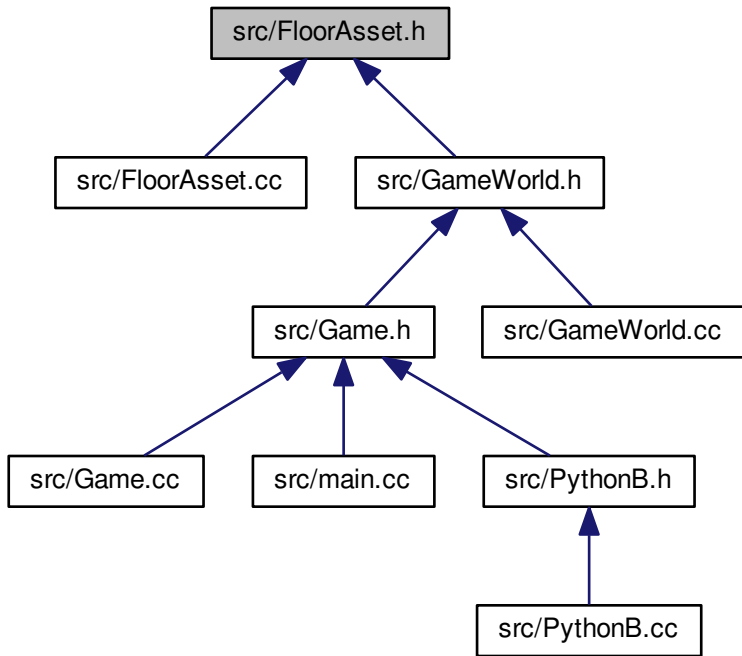 src/FloorAsset.h
src/FloorAsset.cc
src/GameWorld.h
src/Game.h
src/GameWorld.cc
src/Game.cc
src/main.cc
src/PythonB.h
src/PythonB.cc